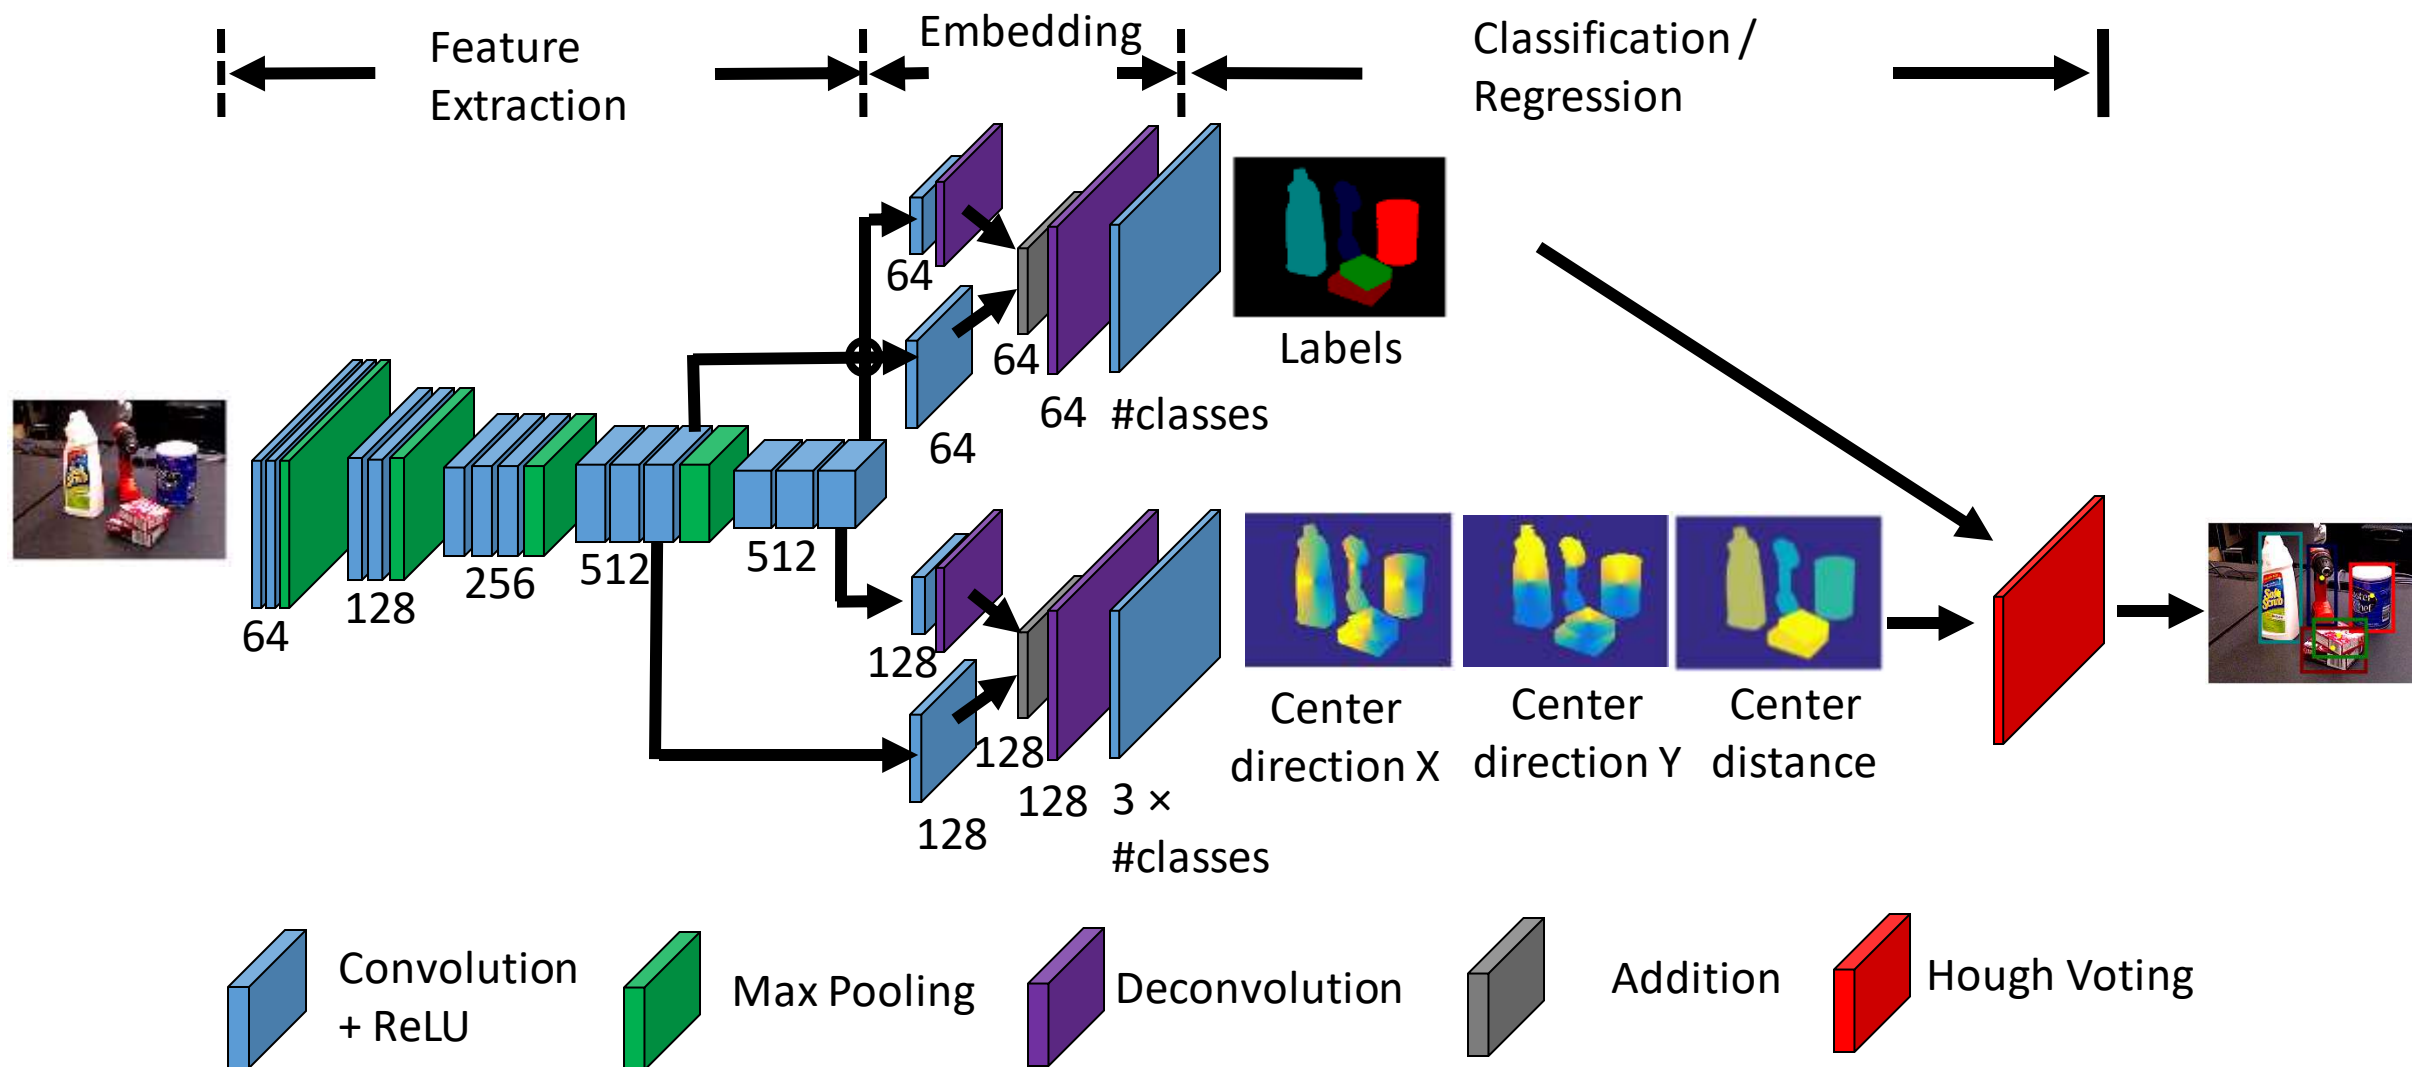 Feature
Extraction
Embedding
Classification /
Regression
64
64
64
64
#classes
Labels
64
128
256
512
512
128
128
128
128
3 ×
#classes
Center
direction X
Center
direction Y
Center
distance
Convolution
+ ReLU
Max Pooling
Deconvolution
Addition
Hough Voting